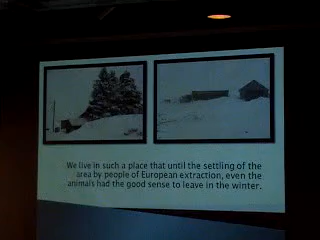 We live in such a place that until the settling of the
area by people of European extraction, even the
animals had the good sense to leave in the winter.